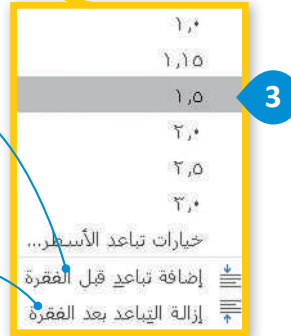 ١,٠
١,١٥
١,٥
3
٢,٠
٢,٥
٣,٠
خيارات تباعد الأسطر...
إضافة تباعد قبل الفقرة
إزالة التباعد بعد الفقرة